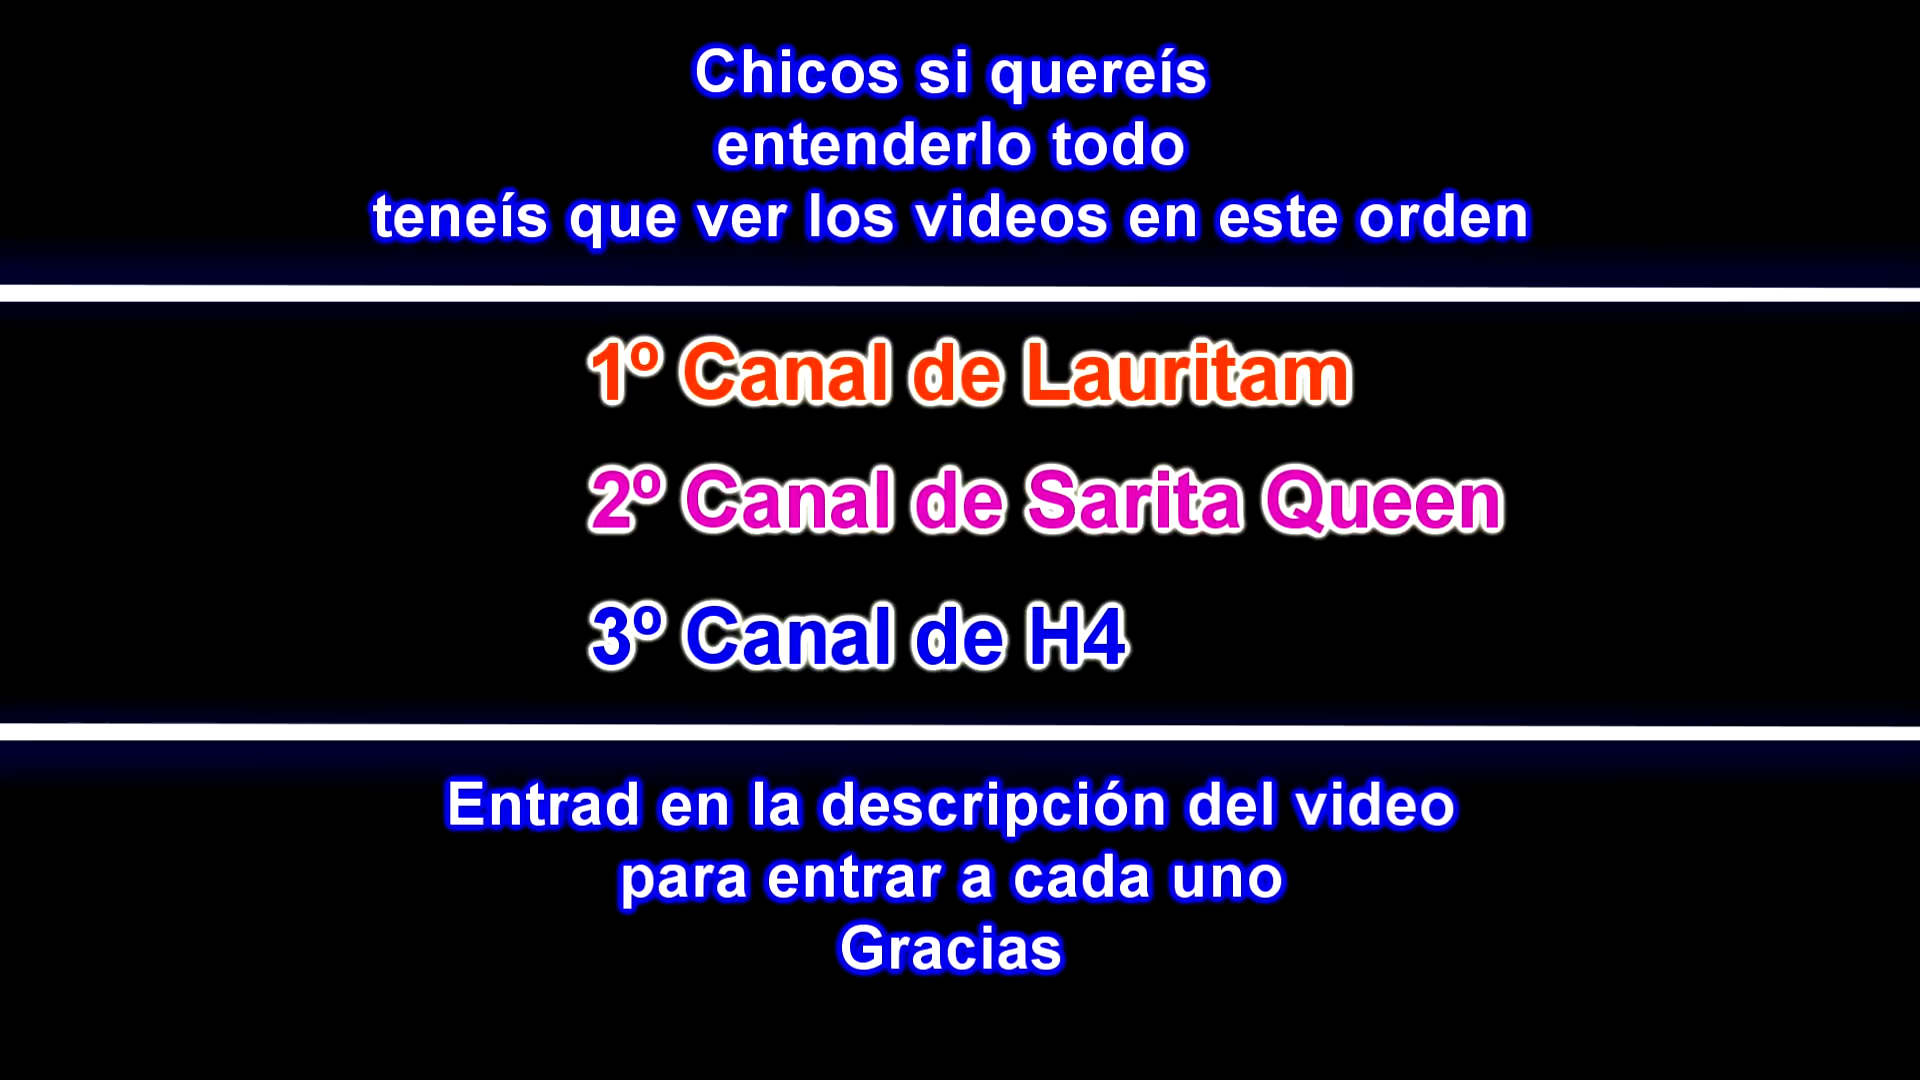 Chicos si quereís
entenderlo todo
teneís que ver los videos en este orden
1º Canal de Lauritam
2º Canal de Sarita Queen
3º Canal de H4
Entrad en la descripción del video
para entrar a cada uno
Gracias